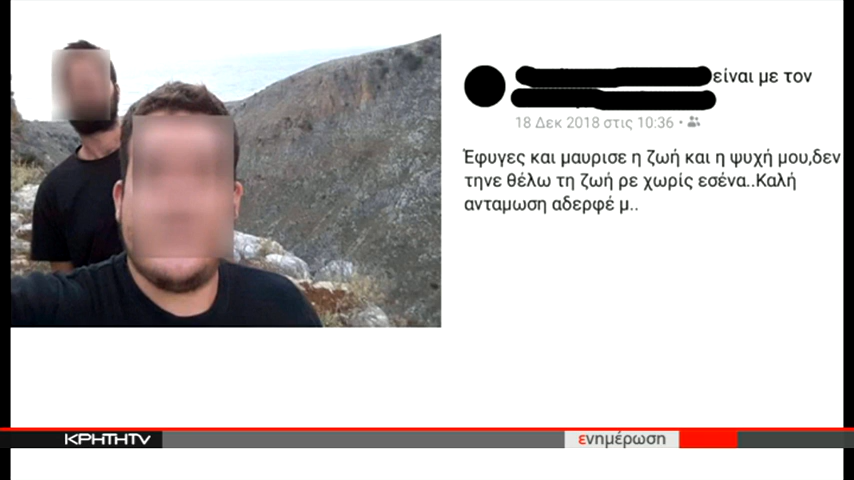 είναι με τον
18 Δεκ 2018 στις 10:36 •
Έφυγες και μαυρισε η ζωή και η ψυχή μου,δεν
τηνε θέλω τη ζωή ρε χωρίς εσένα..Καλή
ανταμωση αδερφέ μ..
ΚΡΗΤΗTV
ενημέρωση